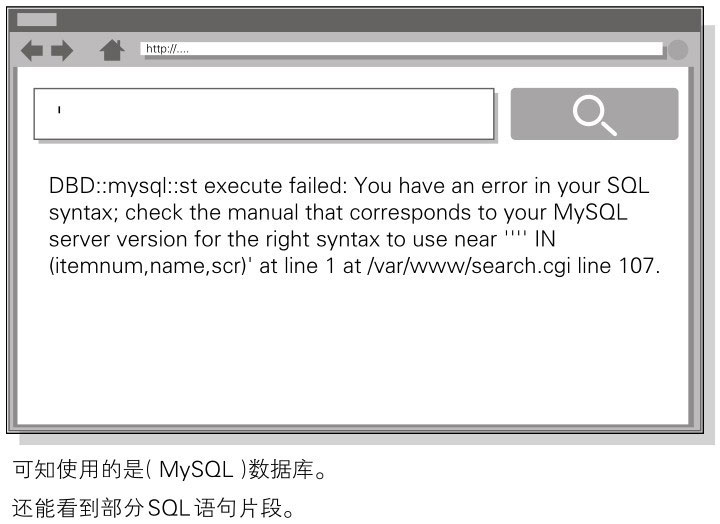 http://....
'
DBD::mysql::st execute failed: You have an error in your SQL
syntax; check the manual that corresponds to your MySQL
server version for the right syntax to use near '''' IN
(itemnum,name,scr)' at line 1 at /var/www/search.cgi line 107.
可知使用的是( MySQL )数据库。
还能看到部分SQL语句片段。